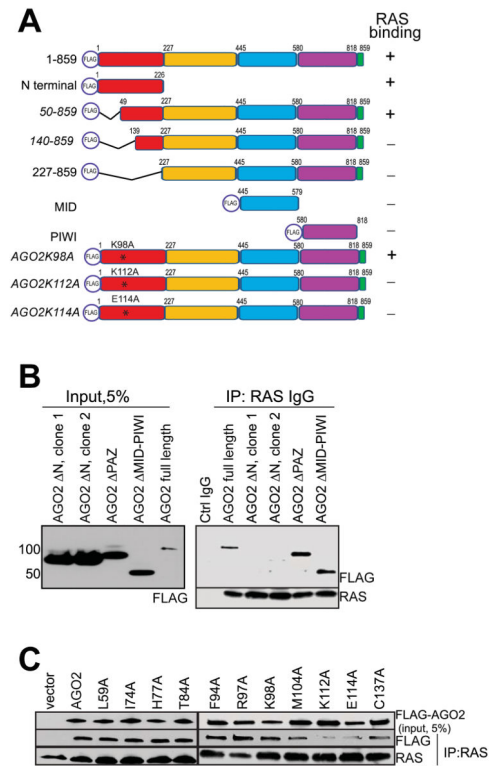 A
RAS
binding
1-859 FLAG 1 227 445 580 818 859 +
N terminal FLAG 1 226 +
50-859 FLAG 49 227 445 580 818 859 +
140-859 FLAG 139 227 445 580 818 859 –
227-859 FLAG 227 445 580 818 859 –
MID FLAG 445 579 –
PIWI FLAG 580 818 –
AGO2K98A FLAG 1 K98A * 227 445 580 818 859 +
AGO2K112A FLAG 1 K112A * 227 445 580 818 859 –
AGO2K114A FLAG 1 E114A * 227 445 580 818 859 –
B
Input,5%
AGO2 ΔN, clone 1
AGO2 ΔN, clone 2
AGO2 ΔPAZ
AGO2 ΔMID-PIWI
AGO2 full length
100
50
FLAG
IP: RAS IgG
Ctrl IgG
AGO2 full length
AGO2 ΔN, clone 1
AGO2 ΔN, clone 2
AGO2 ΔPAZ
AGO2 ΔMID-PIWI
FLAG
RAS
C
vector
AGO2
L59A
I74A
H77A
T84A
F94A
R97A
K98A
M104A
K112A
E114A
C137A
FLAG-AGO2
(input, 5%)
FLAG
RAS
IP:RAS